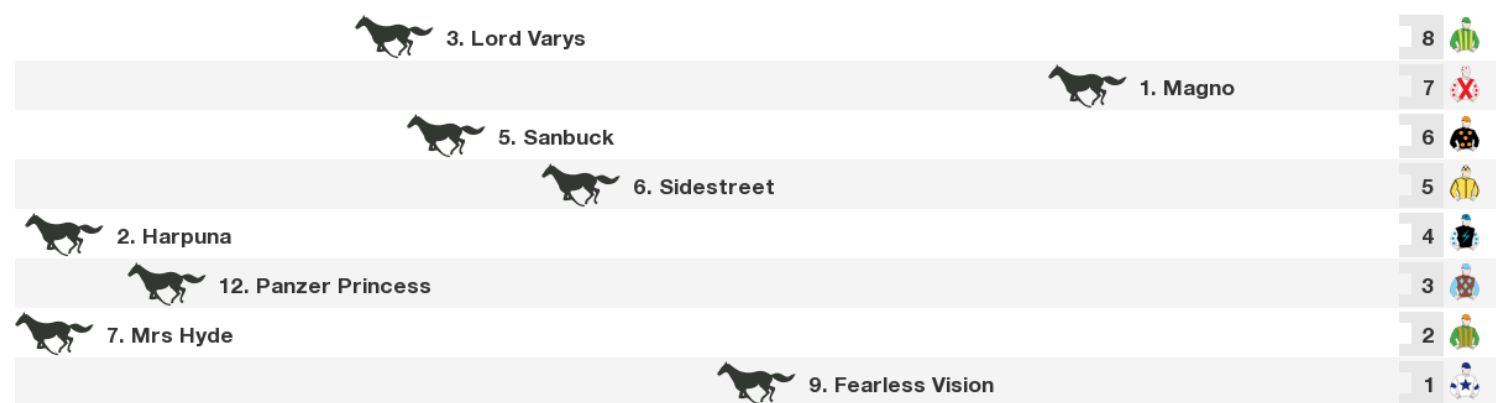 3. Lord Varys 8
1. Magno 7
5. Sanbuck 6
6. Sidestreet 5
2. Harpuna 4
12. Panzer Princess 3
7. Mrs Hyde 2
9. Fearless Vision 1